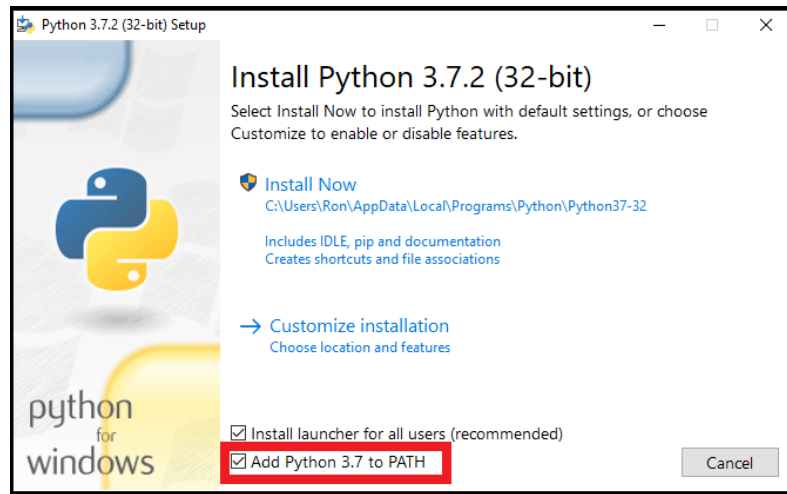 Python 3.7.2 (32-bit) Setup
Install Python 3.7.2 (32-bit)
Select Install Now to install Python with default settings, or choose
Customize to enable or disable features.
Install Now
C:\Users\Ron\AppData\Local\Programs\Python\Python37-32
Includes IDLE, pip and documentation
Creates shortcuts and file associations
Customize installation
Choose location and features
python
for
windows
Install launcher for all users (recommended)
Add Python 3.7 to PATH
Cancel